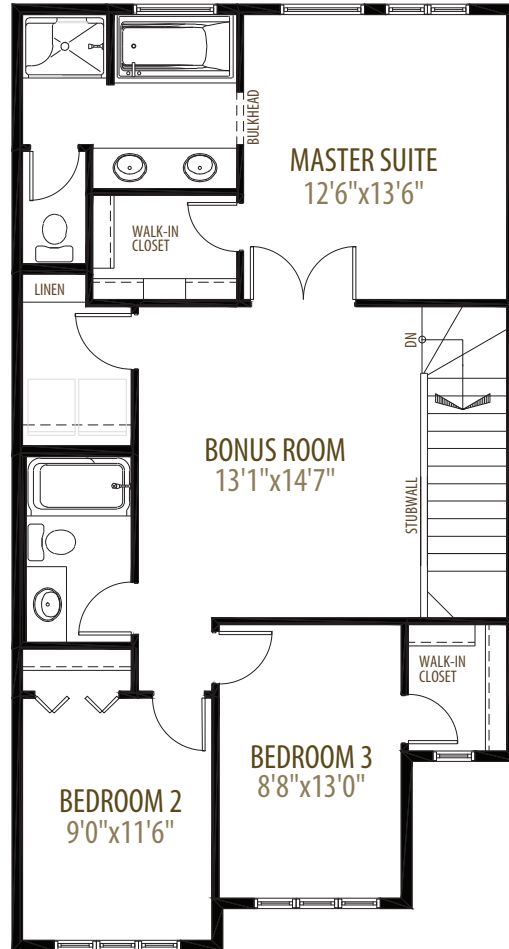 BULKHEAD
MASTER SUITE
12'6"x13'6"
WALK-IN
CLOSET
LINEN
DN
BONUS ROOM
13'1"x14'7"
STUBWALL
WALK-IN
CLOSET
BEDROOM 3
8'8"x13'0"
BEDROOM 2
9'0"x11'6"